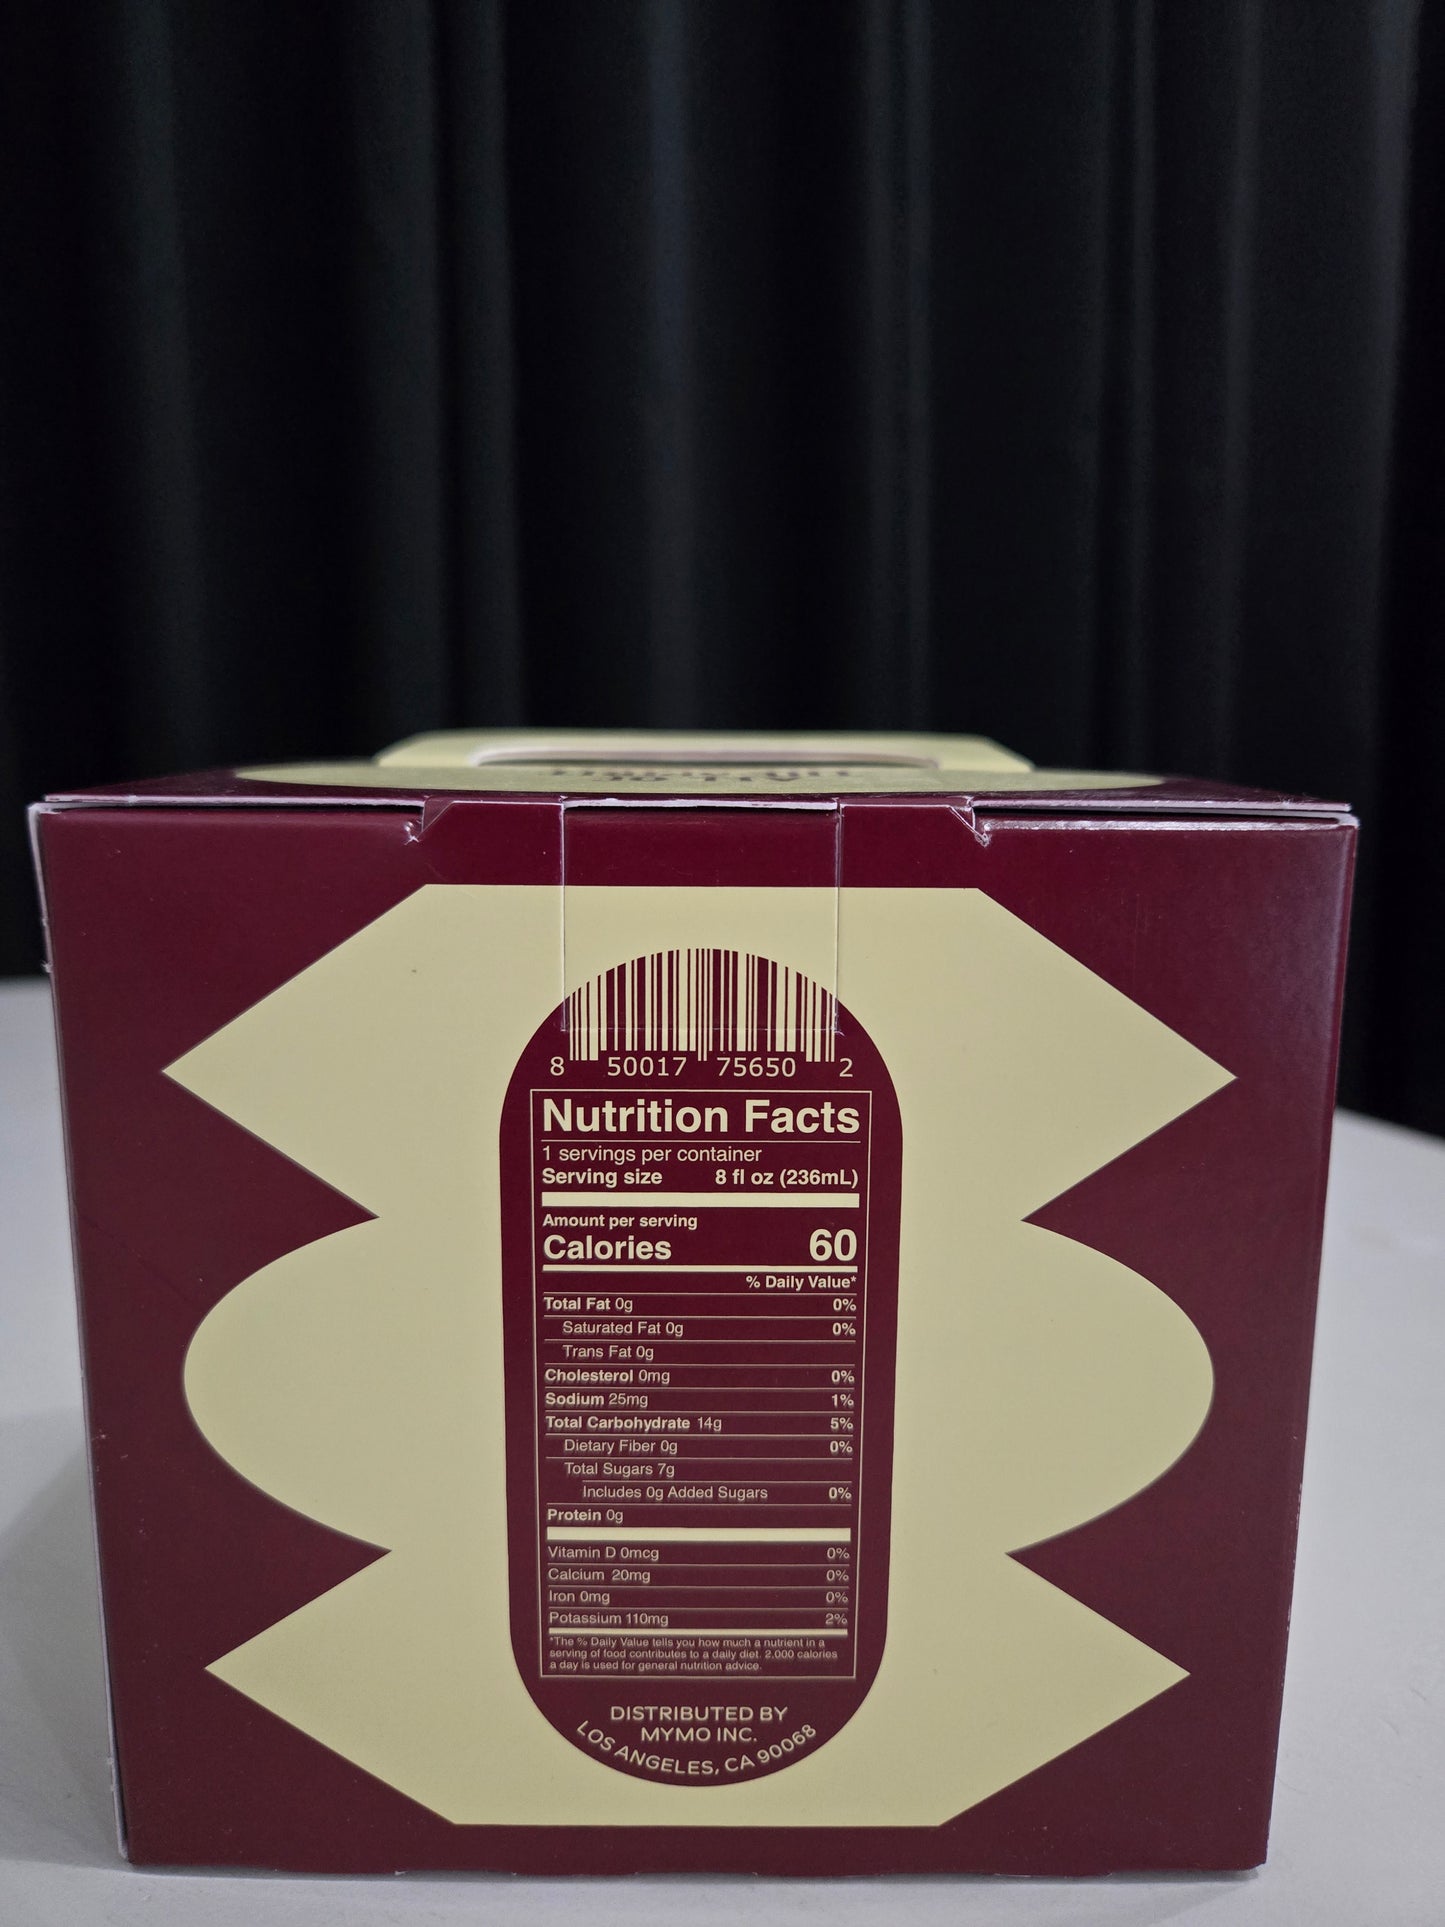 8 50017 75650 2
Nutrition Facts
1 servings per container
Serving size 8 fl oz (236mL)
Amount per serving
Calories 60
% Daily Value*
Total Fat 0g 0%
Saturated Fat 0g 0%
Trans Fat 0g
Cholesterol 0mg 0%
Sodium 25mg 1%
Total Carbohydrate 14g 5%
Dietary Fiber 0g 0%
Total Sugars 7g
Includes 0g Added Sugars 0%
Protein 0g
Vitamin D 0mcg 0%
Calcium 20mg 0%
Iron 0mg 0%
Potassium 110mg 2%
*The % Daily Value tells you how much a nutrient in a
serving of food contributes to a daily diet. 2,000 calories
a day is used for general nutrition advice.
DISTRIBUTED BY
MYMO INC.
LOS ANGELES, CA 90068